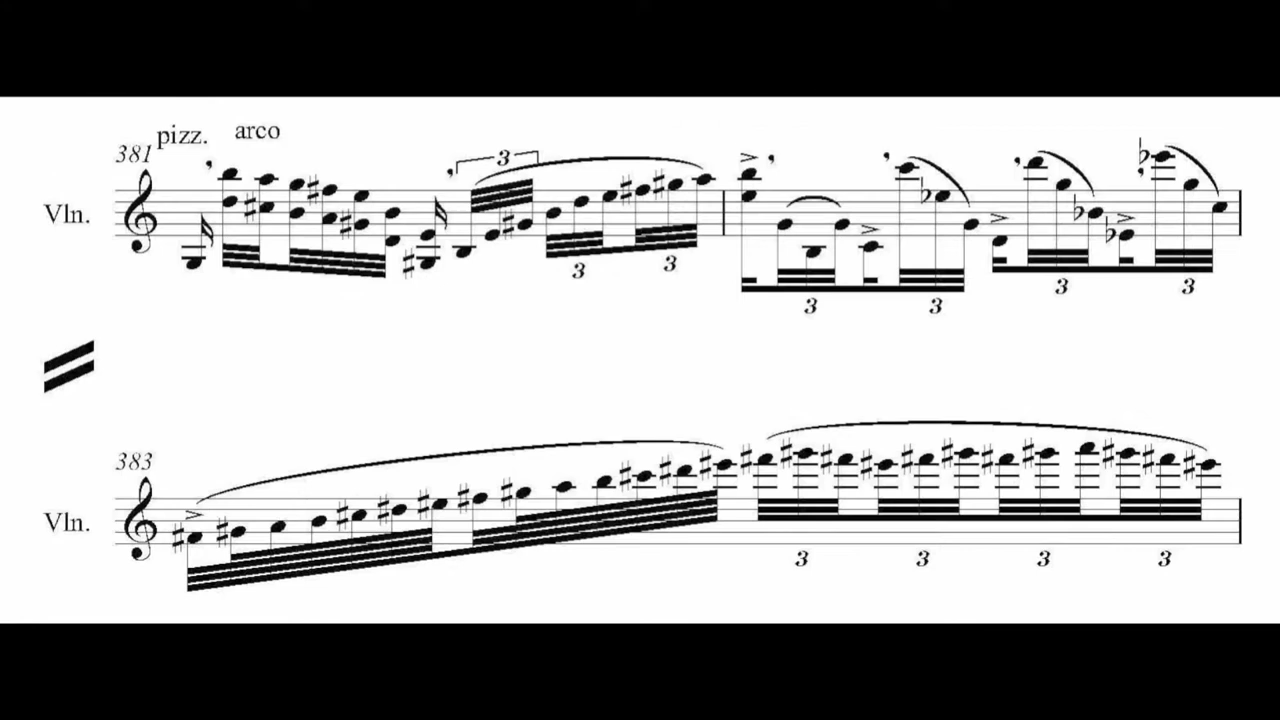 pizz. arco
381
3
Vln.
3 3
3 3 3 3
383
Vln.
3 3 3 3